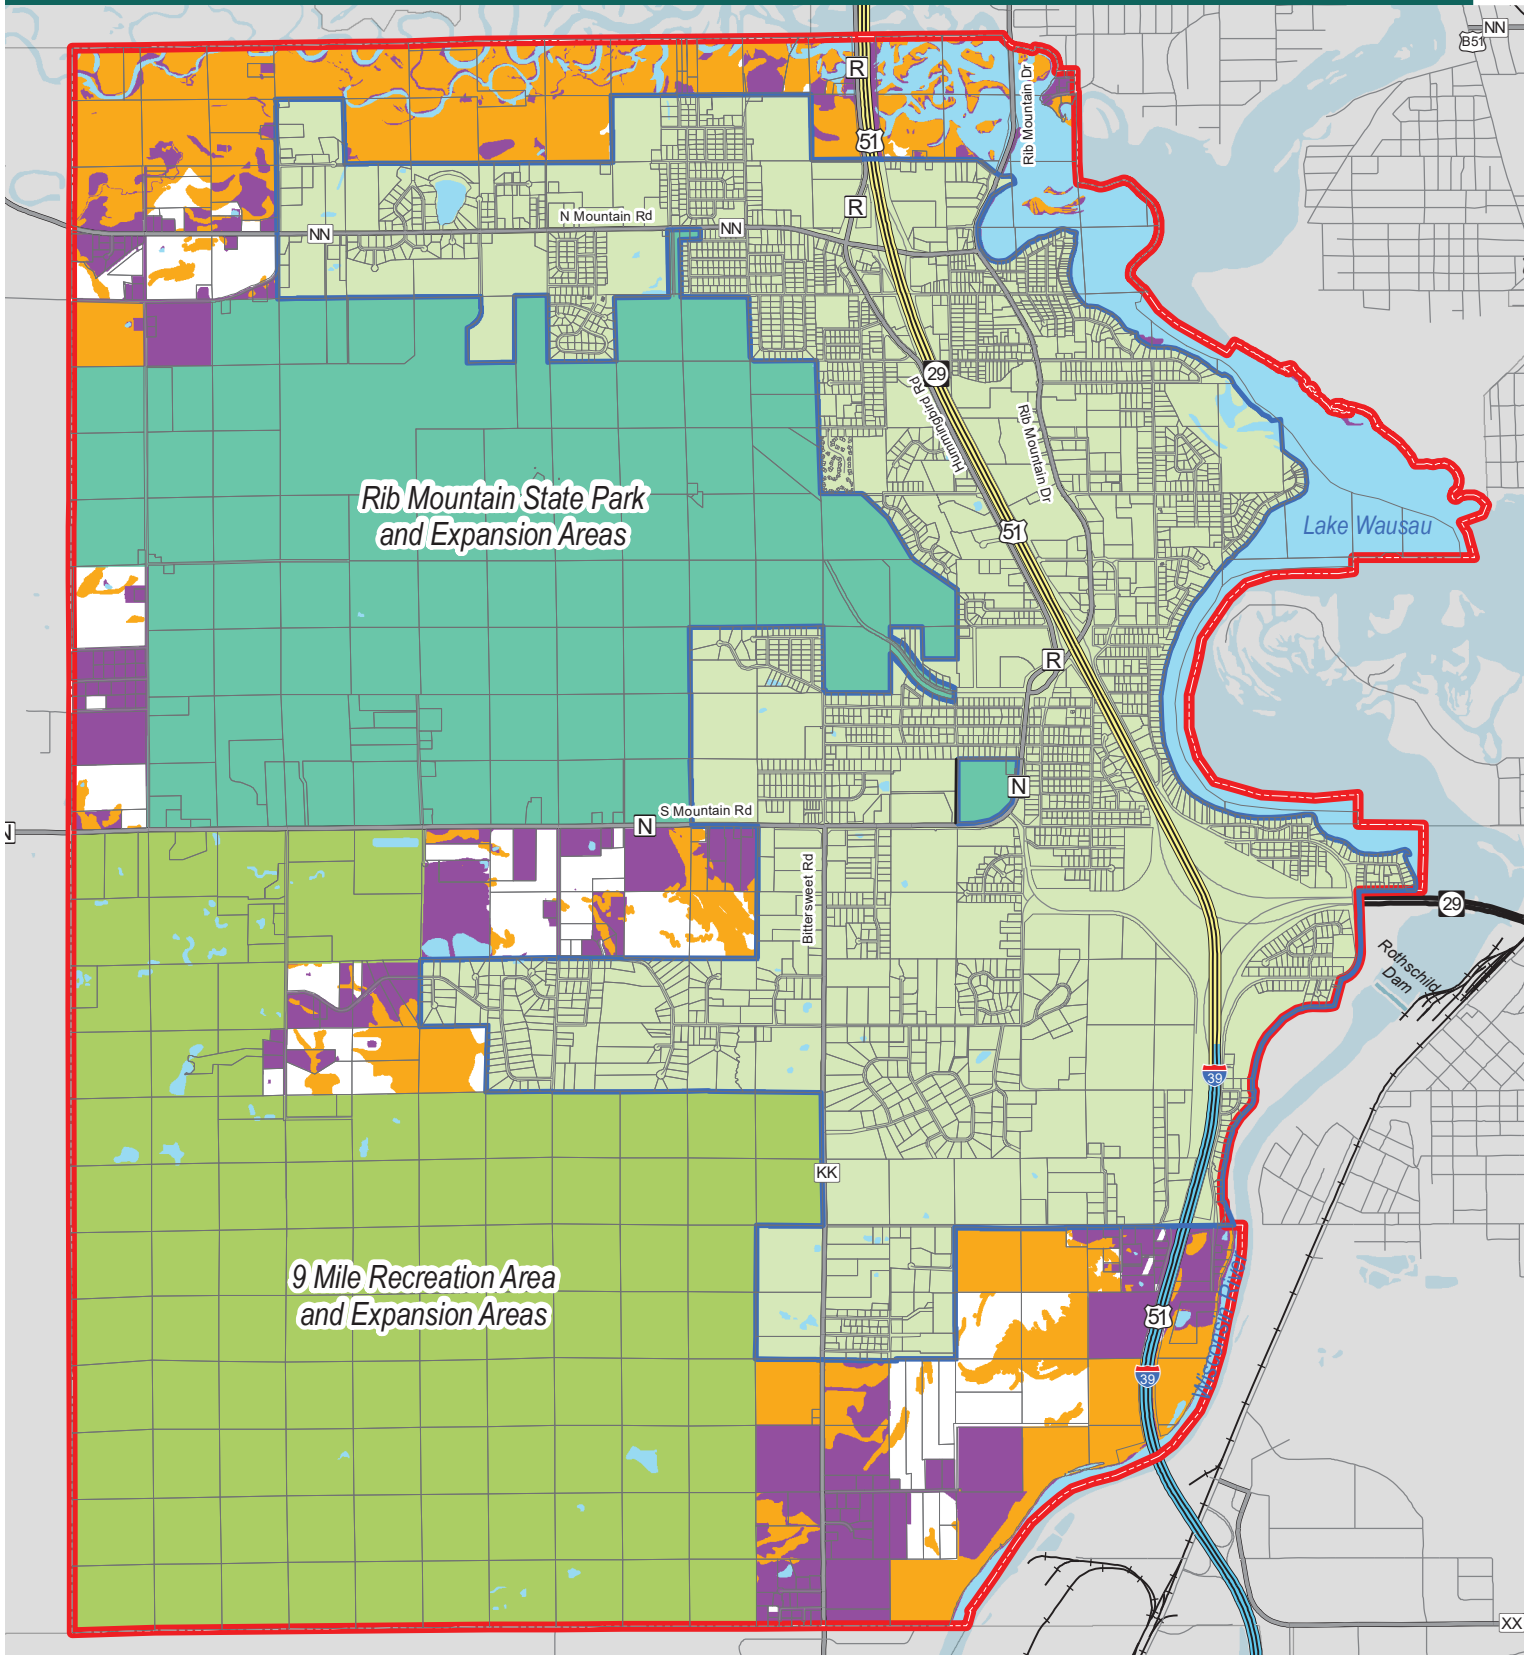 NN
B51
R
Rib Mountain Dr
51
N Mountain Rd
R
NN
NN
29
Hummingbird Rd
Rib Mountain Dr
Rib Mountain State Park
and Expansion Areas
51
Lake Wausau
R
N
S Mountain Rd
N
N
Bittersweet Rd
29
Rothschild
Dam
39
KK
9 Mile Recreation Area
and Expansion Areas
Wisconsin River
51
39
XX